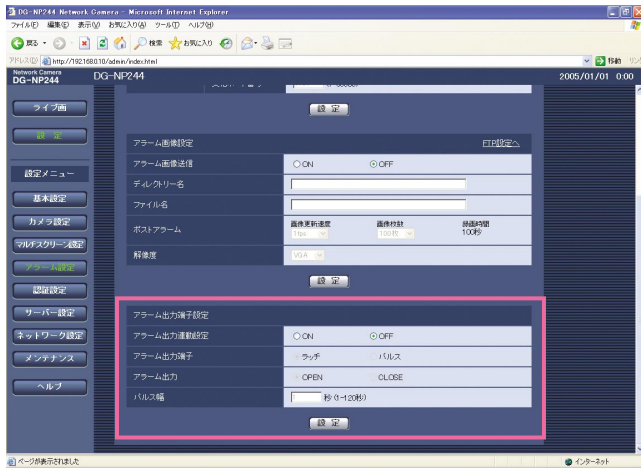 DG-NP244 Network Camera - Microsoft Internet Explorer
ファイル(F) 編集(E) 表示(V) お気に入り(A) ツール(T) ヘルプ(H)
戻る 検索 お気に入り
アドレス(D) http://192.168.0.10/admin/index.html 移動 リンク
Network Camera
DG-NP244 DG-NP244 2005/01/01 0:00
ライブ画
設定
設定メニュー
基本設定
カメラ設定
マルチスクリーン設定
アラーム設定
認証設定
サーバー設定
ネットワーク設定
メンテナンス
ヘルプ
設定
アラーム画像設定 FTP設定へ
アラーム画像送信 ON OFF
ディレクトリー名
ファイル名
ポストアラーム 画像更新速度 画像枚数 録画時間
1fps 100枚 100秒
解像度 VGA
設定
アラーム出力端子設定
アラーム出力連動設定 ON OFF
アラーム出力端子 ラッチ パルス
アラーム出力 OPEN CLOSE
パルス幅 1 秒 (1-120秒)
設定
ページが表示されました インターネット